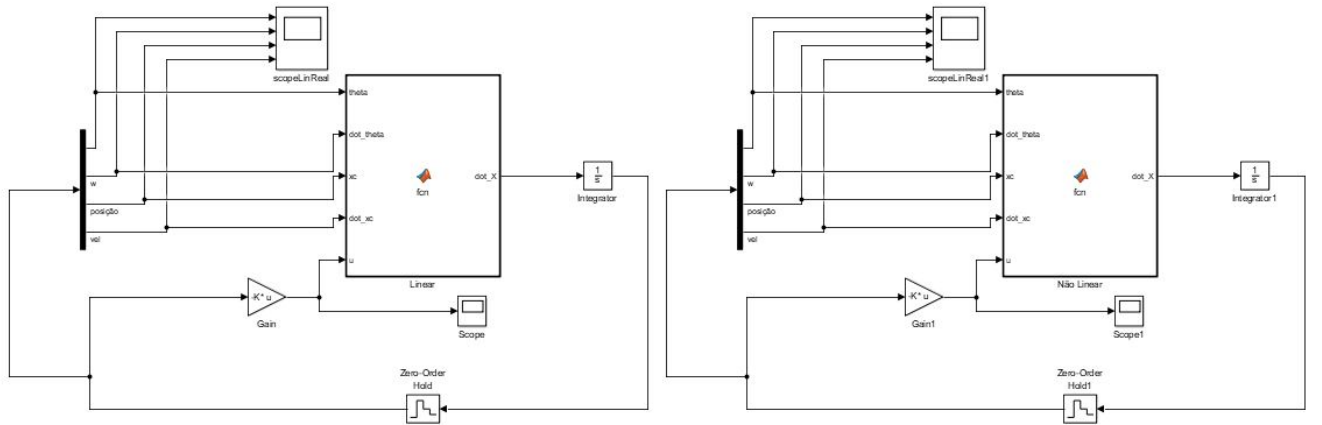 scopeLinReal
theta
dot_theta
xc
dot_xc
u
fcn
dot_X
Linear
w
posição
vel
1
s
Integrator
-K* u
Gain
Scope
Zero-Order
Hold
scopeLinReal1
theta
dot_theta
xc
dot_xc
u
fcn
dot_X
Não Linear
w
posição
vel
1
s
Integrator1
-K* u
Gain1
Scope1
Zero-Order
Hold1